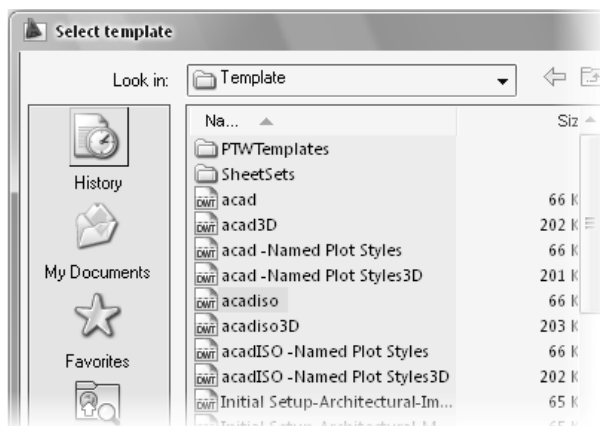 Select template
Look in: Template
Na... Siz
PTWTemplates
SheetSets
acad 66 K
acad3D 202 K
acad -Named Plot Styles 66 K
acad -Named Plot Styles3D 201 K
acadiso 66 K
acadiso3D 203 K
acadISO -Named Plot Styles 66 K
acadISO -Named Plot Styles3D 202 K
Initial Setup-Architectural-Im... 65 K
History
My Documents
Favorites